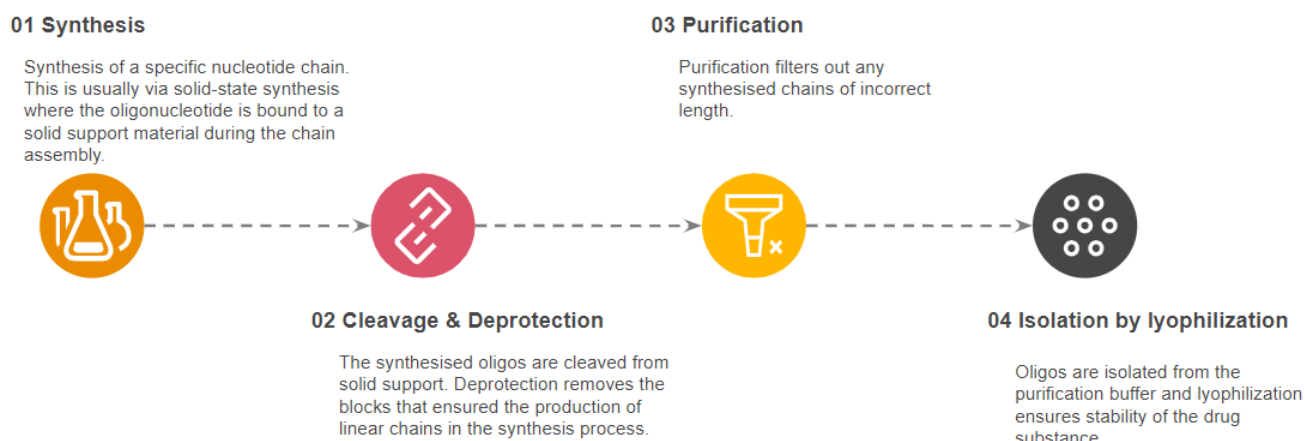 01 Synthesis
Synthesis of a specific nucleotide chain.
This is usually via solid-state synthesis
where the oligonucleotide is bound to a
solid support material during the chain
assembly.
02 Cleavage & Deprotection
The synthesised oligos are cleaved from
solid support. Deprotection removes the
blocks that ensured the production of
linear chains in the synthesis process.
03 Purification
Purification filters out any
synthesised chains of incorrect
length.
04 Isolation by lyophilization
Oligos are isolated from the
purification buffer and lyophilization
ensures stability of the drug
substance